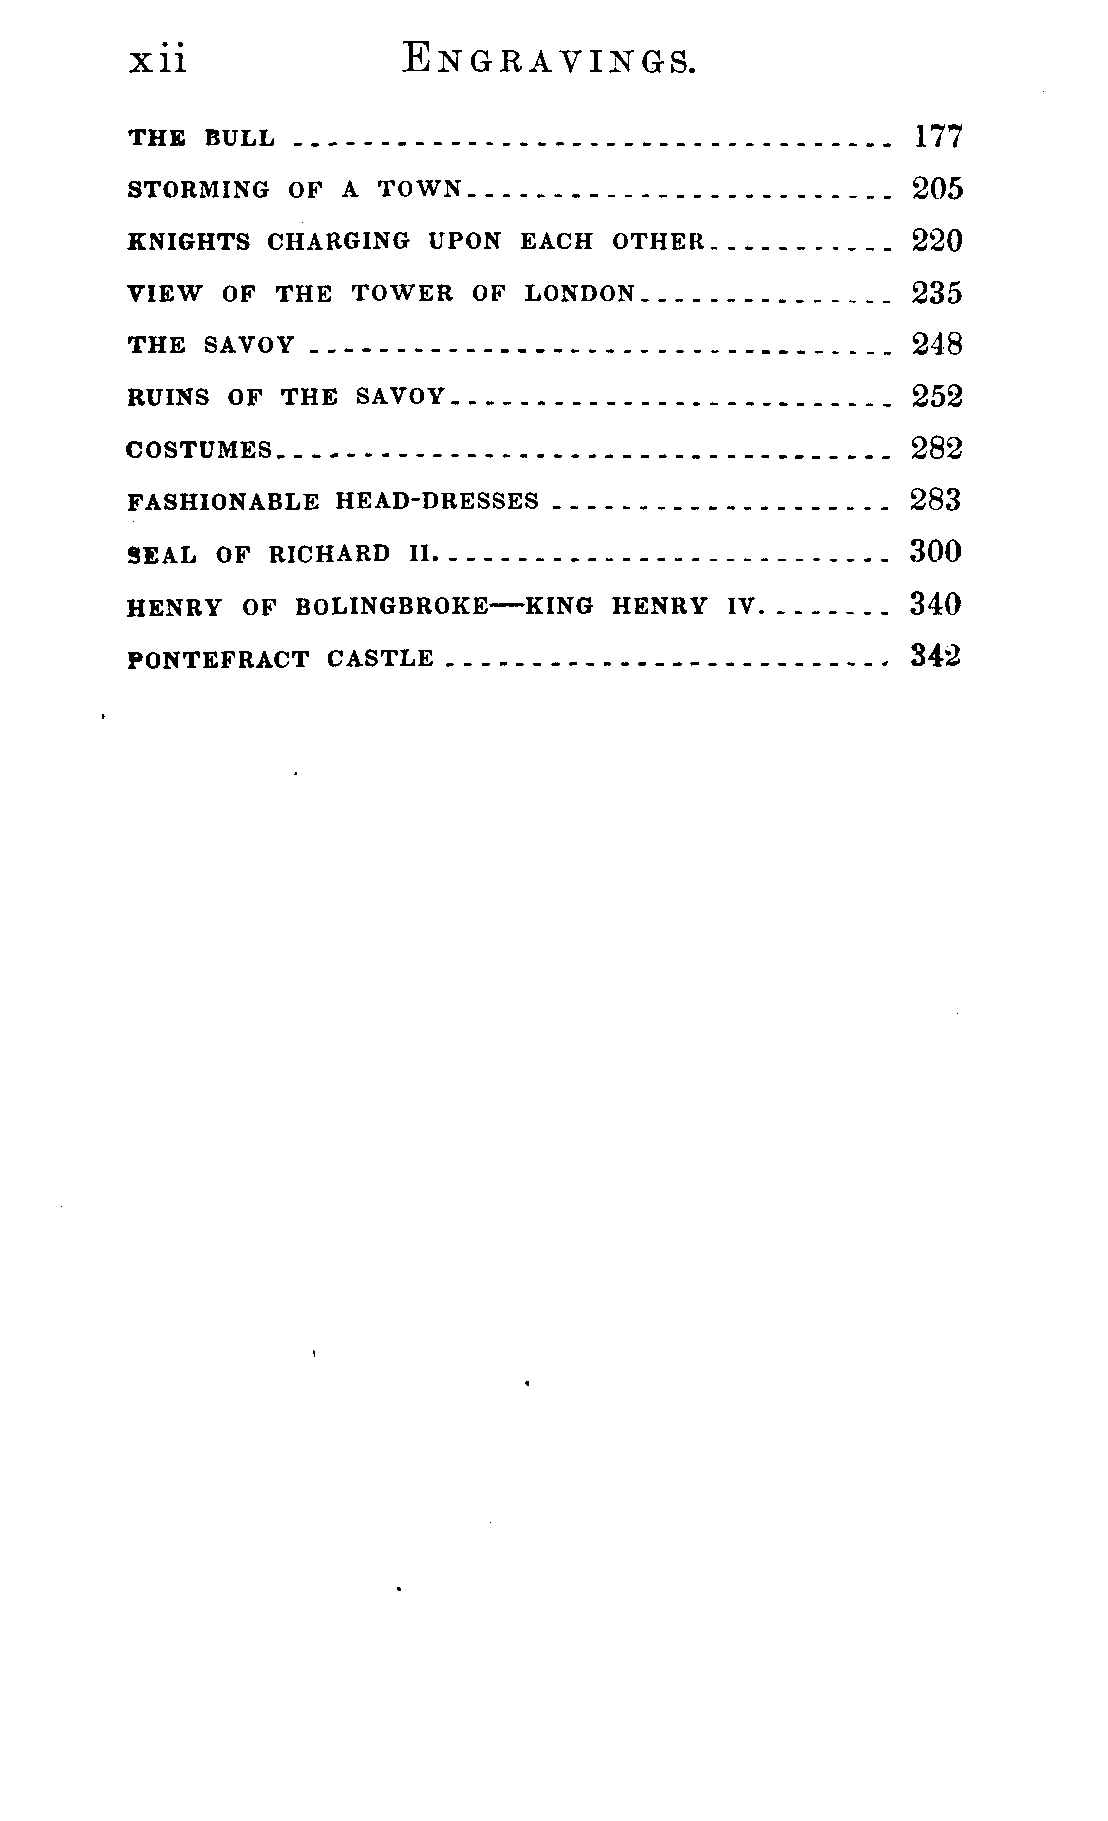 xii ENGRAVINGS.
THE BULL 177
STORMING OF A TOWN 205
KNIGHTS CHARGING UPON EACH OTHER 220
VIEW OF THE TOWER OF LONDON 235
THE SAVOY 248
RUINS OF THE SAVOY 252
COSTUMES 282
FASHIONABLE HEAD-DRESSES 283
SEAL OF RICHARD II. 300
HENRY OF BOLINGBROKE—KING HENRY IV. 340
PONTEFRACT CASTLE 342